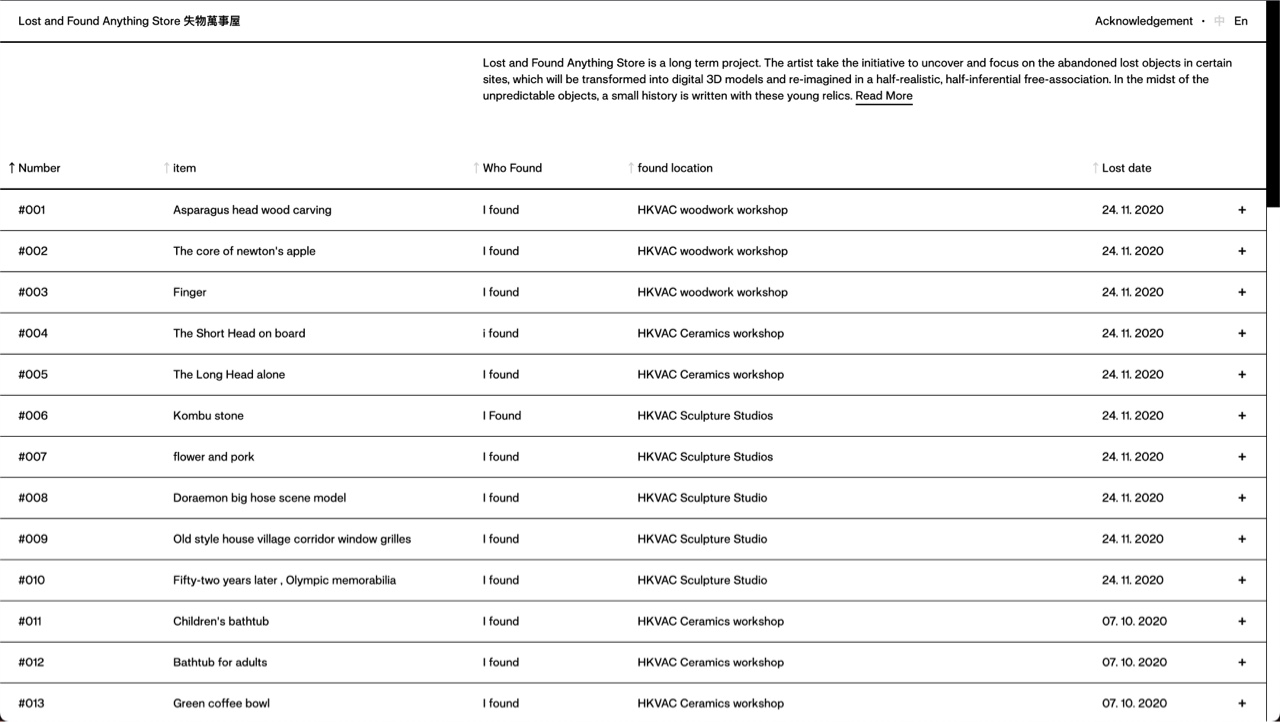 Lost and Found Anything Store 失物萬事屋
Acknowledgement · 中 En
Lost and Found Anything Store is a long term project. The artist take the initiative to uncover and focus on the abandoned lost objects in certain
sites, which will be transformed into digital 3D models and re-imagined in a half-realistic, half-inferential free-association. In the midst of the
unpredictable objects, a small history is written with these young relics. Read More
↑ Number ↑ item ↑ Who Found ↑ found location ↑ Lost date
#001 Asparagus head wood carving I found HKVAC woodwork workshop 24. 11. 2020 +
#002 The core of newton's apple I found HKVAC woodwork workshop 24. 11. 2020 +
#003 Finger I found HKVAC woodwork workshop 24. 11. 2020 +
#004 The Short Head on board i found HKVAC Ceramics workshop 24. 11. 2020 +
#005 The Long Head alone I found HKVAC Ceramics workshop 24. 11. 2020 +
#006 Kombu stone I Found HKVAC Sculpture Studios 24. 11. 2020 +
#007 flower and pork I found HKVAC Sculpture Studios 24. 11. 2020 +
#008 Doraemon big hose scene model I found HKVAC Sculpture Studio 24. 11. 2020 +
#009 Old style house village corridor window grilles I found HKVAC Sculpture Studio 24. 11. 2020 +
#010 Fifty-two years later , Olympic memorabilia I found HKVAC Sculpture Studio 24. 11. 2020 +
#011 Children's bathtub I found HKVAC Ceramics workshop 07. 10. 2020 +
#012 Bathtub for adults I found HKVAC Ceramics workshop 07. 10. 2020 +
#013 Green coffee bowl I found HKVAC Ceramics workshop 07. 10. 2020 +